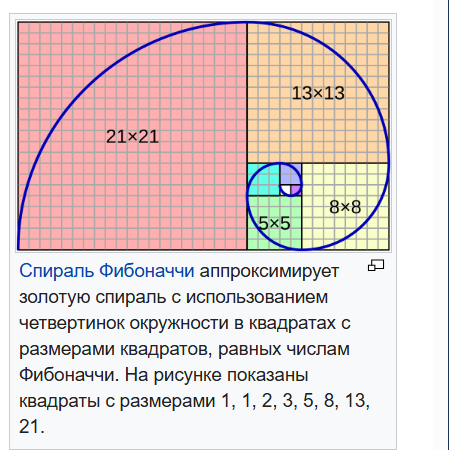 13×13
21×21
8×8
5×5
Спираль Фибоначчи аппроксимирует
золотую спираль с использованием
четвертинок окружности в квадратах с
размерами квадратов, равных числам
Фибоначчи. На рисунке показаны
квадраты с размерами 1, 1, 2, 3, 5, 8, 13,
21.